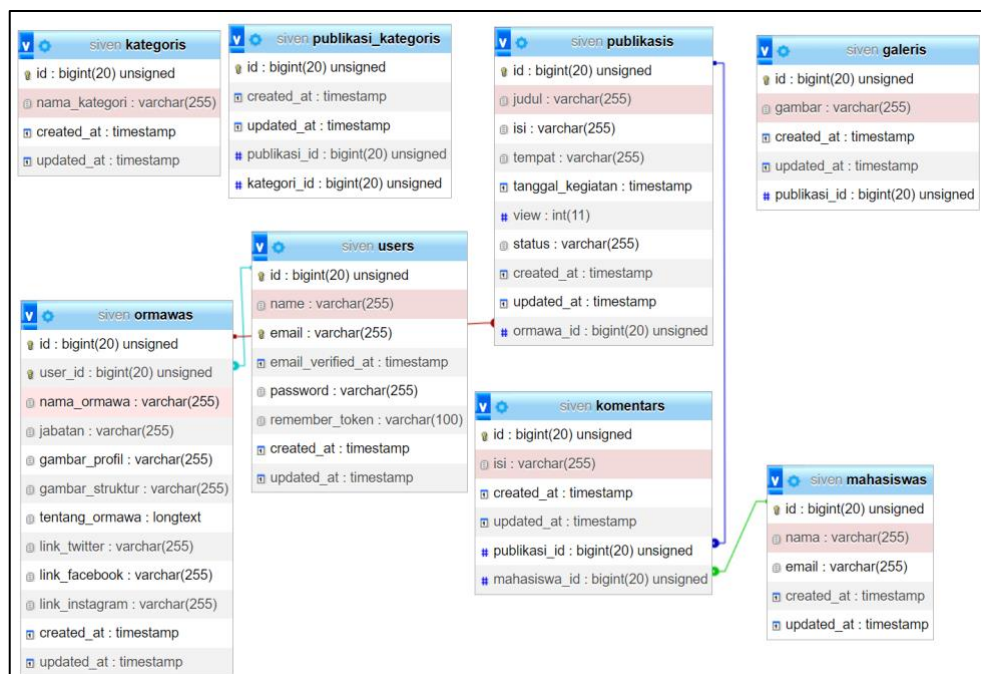 siven kategoris
id : bigint(20) unsigned
nama_kategori : varchar(255)
created_at : timestamp
updated_at : timestamp
siven publikasi_kategoris
id : bigint(20) unsigned
created_at : timestamp
updated_at : timestamp
publikasi_id : bigint(20) unsigned
kategori_id : bigint(20) unsigned
siven publikasis
id : bigint(20) unsigned
judul : varchar(255)
isi : varchar(255)
tempat : varchar(255)
tanggal_kegiatan : timestamp
view : int(11)
status : varchar(255)
created_at : timestamp
updated_at : timestamp
ormawa_id : bigint(20) unsigned
siven galeris
id : bigint(20) unsigned
gambar : varchar(255)
created_at : timestamp
updated_at : timestamp
publikasi_id : bigint(20) unsigned
siven users
id : bigint(20) unsigned
name : varchar(255)
email : varchar(255)
email_verified_at : timestamp
password : varchar(255)
remember_token : varchar(100)
created_at : timestamp
updated_at : timestamp
siven ormawas
id : bigint(20) unsigned
user_id : bigint(20) unsigned
nama_ormawa : varchar(255)
jabatan : varchar(255)
gambar_profil : varchar(255)
gambar_struktur : varchar(255)
tentang_ormawa : longtext
link_twitter : varchar(255)
link_facebook : varchar(255)
link_instagram : varchar(255)
created_at : timestamp
updated_at : timestamp
siven komentars
id : bigint(20) unsigned
isi : varchar(255)
created_at : timestamp
updated_at : timestamp
publikasi_id : bigint(20) unsigned
mahasiswa_id : bigint(20) unsigned
siven mahasiswas
id : bigint(20) unsigned
nama : varchar(255)
email : varchar(255)
created_at : timestamp
updated_at : timestamp